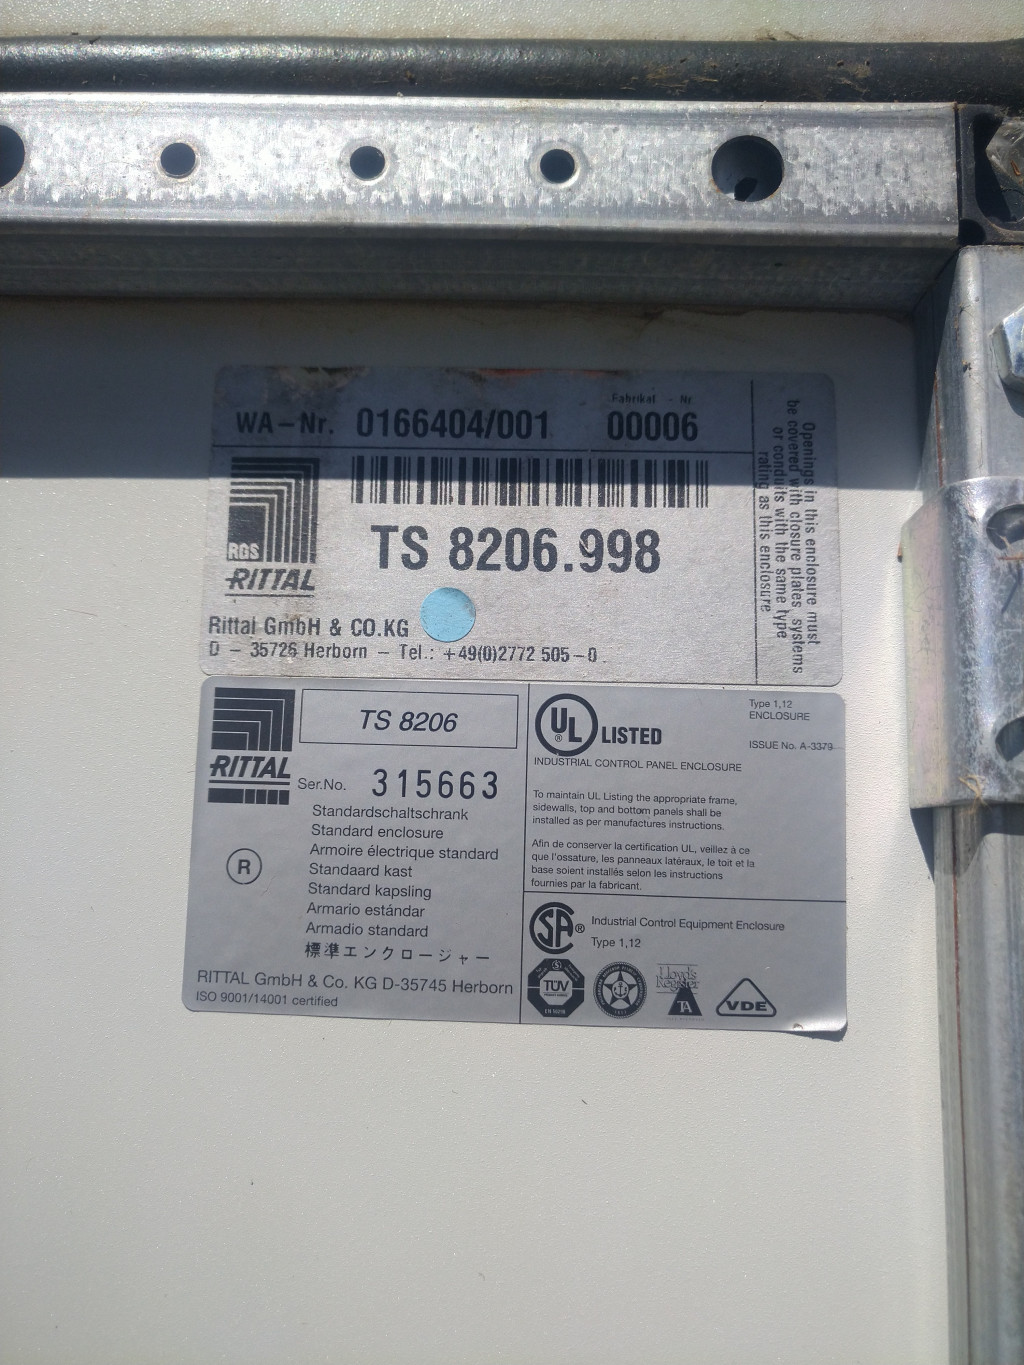 Fabrikat - Nr
WA-Nr. 0166404/001 00006
TS 8206.998
RGS
RITTAL
Rittal GmbH & CO.KG
D - 35726 Herborn - Tel.: +49(0)2772 505-0
Openings in this enclosure must
be covered with closure plates, systems
or conduits with the same type
rating as this enclosure
TS 8206
RITTAL
Ser.No. 315663
Standardschaltschrank
Standard enclosure
Armoire électrique standard
Standaard kast
Standard kapsling
Armario estándar
Armadio standard
標準エンクロージャー
R
RITTAL GmbH & Co. KG D-35745 Herborn
ISO 9001/14001 certified
UL® LISTED
Type 1,12
ENCLOSURE
ISSUE No. A-3379
INDUSTRIAL CONTROL PANEL ENCLOSURE
To maintain UL Listing the appropriate frame,
sidewalls, top and bottom panels shall be
installed as per manufactures instructions.
Afin de conserver la certification UL, veillez à ce
que l'ossature, les panneaux latéraux, le toit et la
base soient installés selon les instructions
fournies par la fabricant.
SA® Industrial Control Equipment Enclosure
Type 1,12
TÜV
Lloyd's
Register
TA
VDE